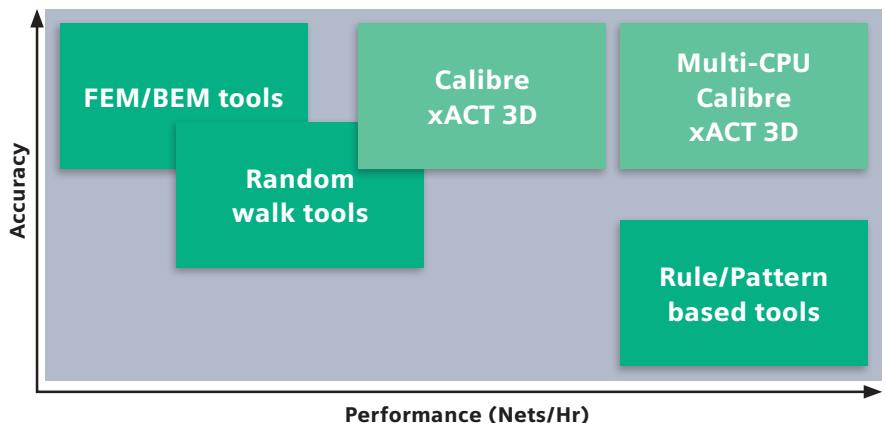 Accuracy
FEM/BEM tools
Random
walk tools
Calibre
xACT 3D
Multi-CPU
Calibre
xACT 3D
Rule/Pattern
based tools
Performance (Nets/Hr)